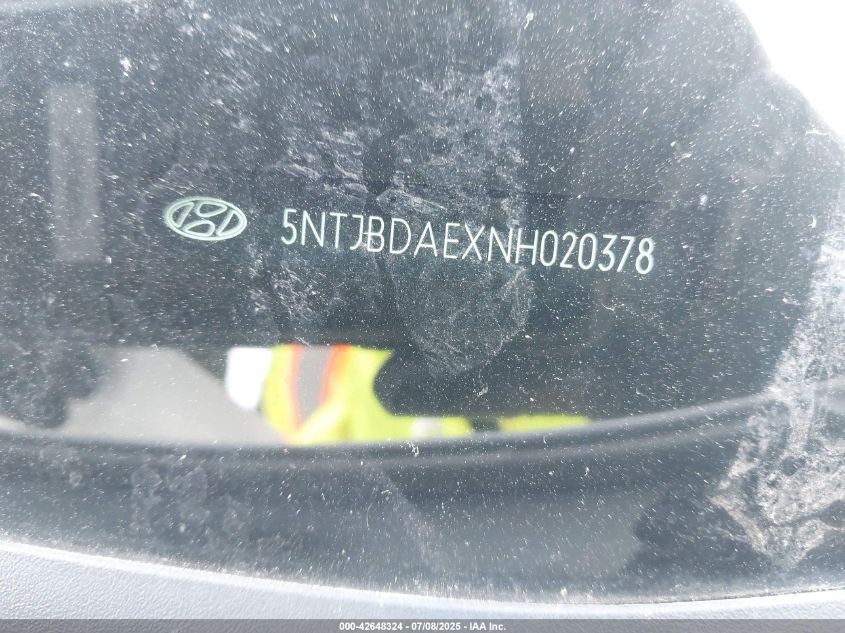 5NTJBDAEXNH020378
000-42648324 | 07/08/2025 - IAA Inc.